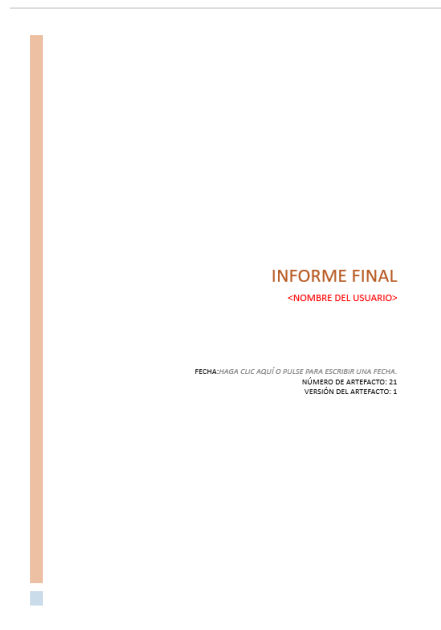 INFORME FINAL
<NOMBRE DEL USUARIO>
FECHA:HAGA CLIC AQUÍ O PULSE PARA ESCRIBIR UNA FECHA.
NÚMERO DE ARTEFACTO: 21
VERSIÓN DEL ARTEFACTO: 1